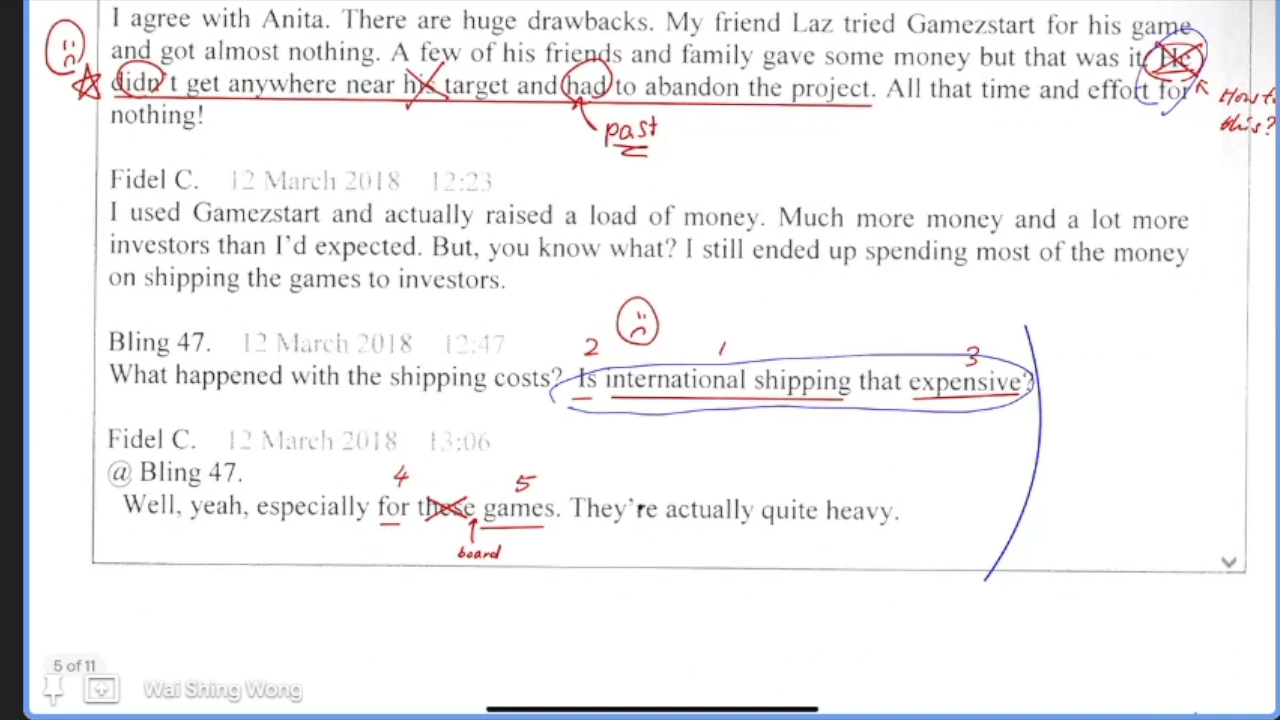 I agree with Anita. There are huge drawbacks. My friend Laz tried Gamezstart for his game
and got almost nothing. A few of his friends and family gave some money but that was it. He
didn't get anywhere near his target and had to abandon the project. All that time and effort for
How to
nothing!
past
this?
Fidel C. 12 March 2018 12:23
I used Gamezstart and actually raised a load of money. Much more money and a lot more
investors than I'd expected. But, you know what? I still ended up spending most of the money
on shipping the games to investors.
2 1 3
Bling 47. 12 March 2018 12:47
What happened with the shipping costs? Is international shipping that expensive?
Fidel C. 12 March 2018 13:06
@ Bling 47.
4 5
Well, yeah, especially for these games. They're actually quite heavy.
board
5 of 11
Wai Shing Wong